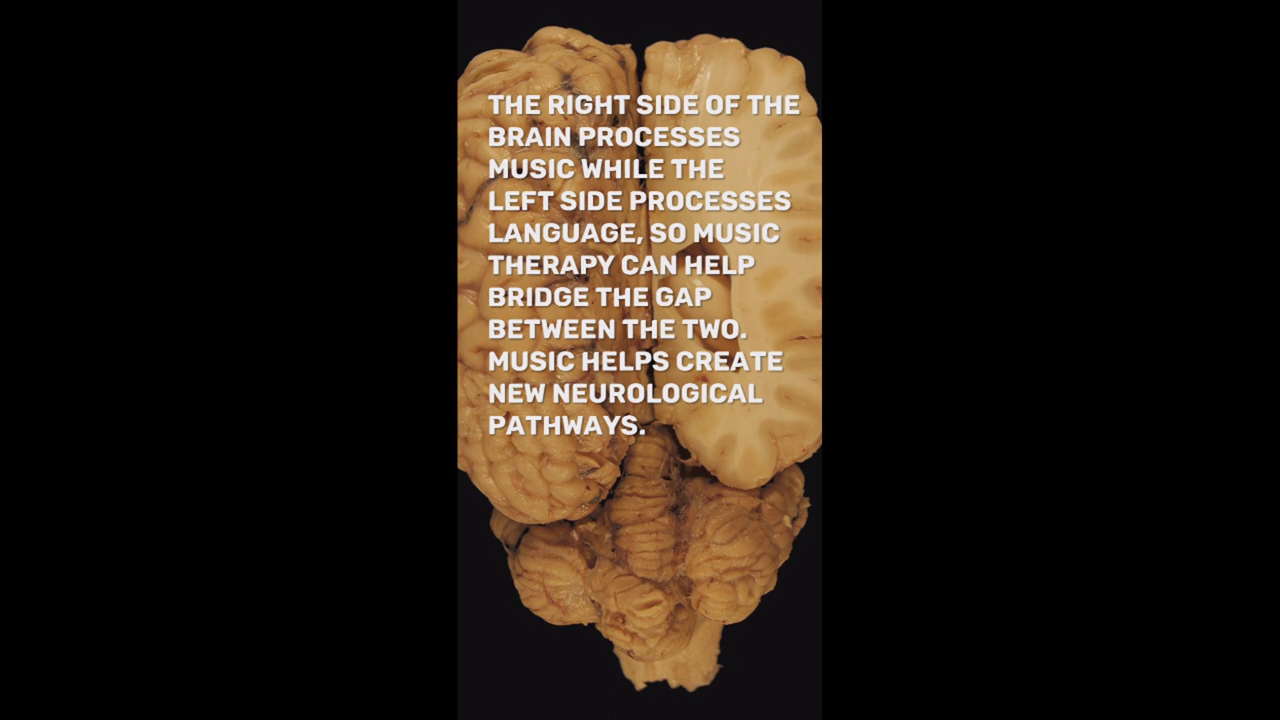 THE RIGHT SIDE OF THE
BRAIN PROCESSES
MUSIC WHILE THE
LEFT SIDE PROCESSES
LANGUAGE, SO MUSIC
THERAPY CAN HELP
BRIDGE THE GAP
BETWEEN THE TWO.
MUSIC HELPS CREATE
NEW NEUROLOGICAL
PATHWAYS.